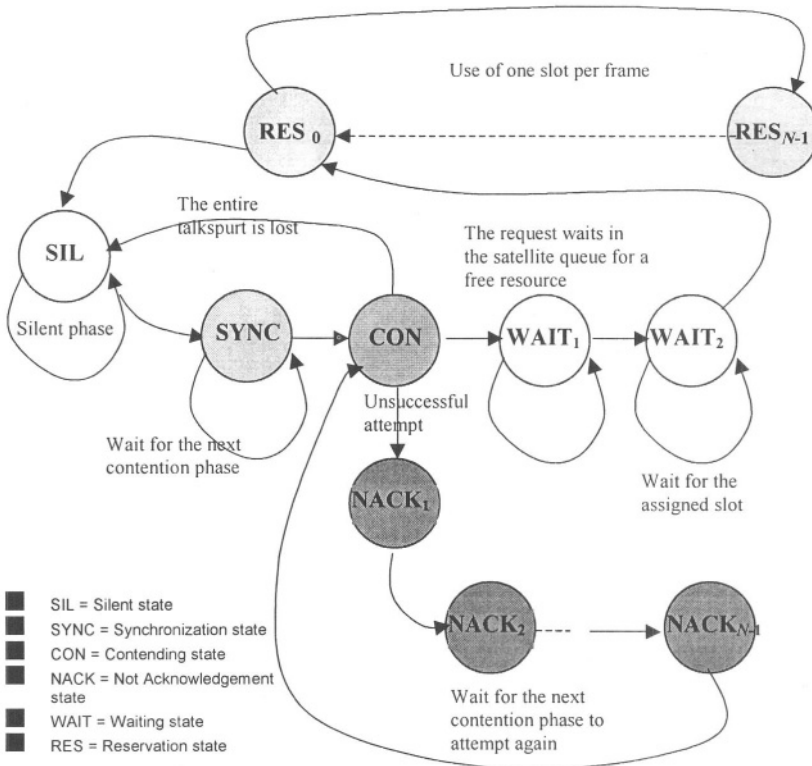 Use of one slot per frame
RES 0
RES N-1
The entire
talkspurt is lost
SIL
The request waits in
the satellite queue for a
free resource
Silent phase
SYNC
CON
WAIT1
WAIT2
Unsuccessful
attempt
Wait for the next
contention phase
Wait for the
assigned slot
NACK1
NACK2
NACKN-1
Wait for the next
contention phase to
attempt again
SIL = Silent state
SYNC = Synchronization state
CON = Contending state
NACK = Not Acknowledgement
state
WAIT = Waiting state
RES = Reservation state